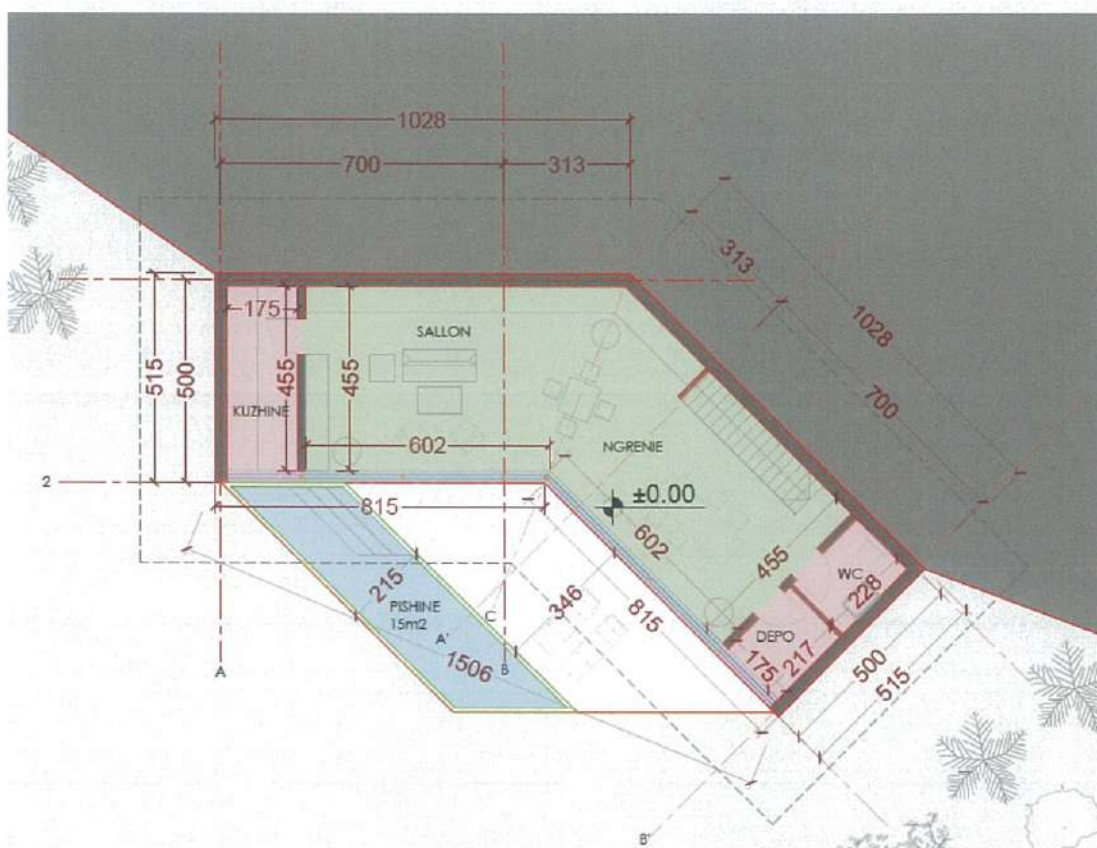 1028
700
313
313
1028
700
1
175
SALLON
515
500
455
455
KUZHINE
602
NGRENIE
2
815
±0.00
602
455
WC
228
215
PISHINE
15m2
346
815
DEPO
C
A'
175
217
500
515
1506
A
B
B'